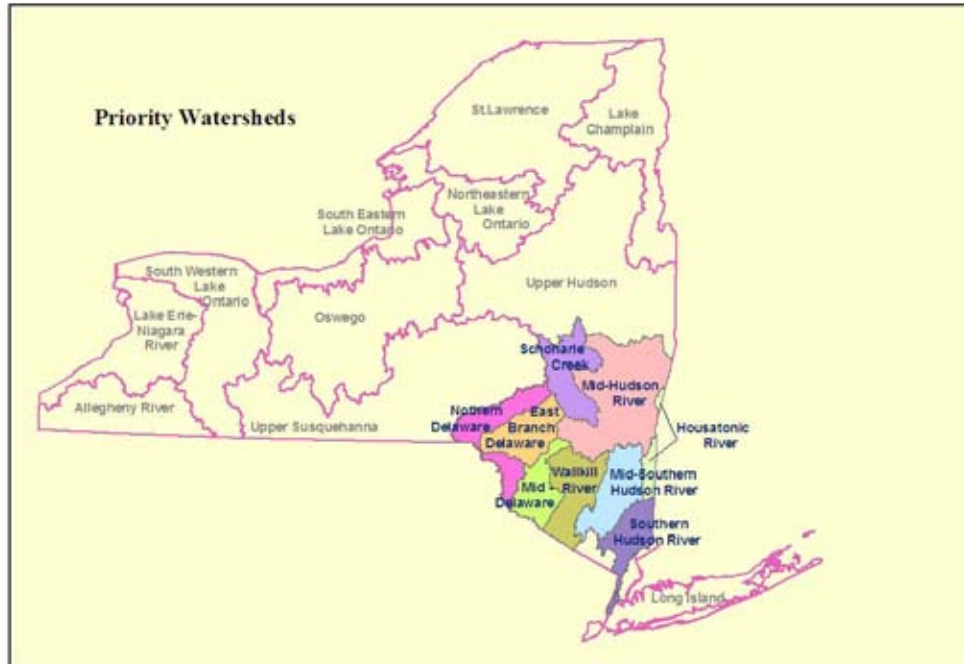 Priority Watersheds
St.Lawrence
Lake
Champlain
Northeastern
Lake
Ontario
South Eastern
Lake Ontario
South Western
Lake
Ontario
Upper Hudson
Lake Erie-
Niagara
River
Oswego
Schoharie
Creek
Mid-Hudson
River
Allegheny River
Upper Susquehanna
Nothern
Delaware
East
Branch
Delaware
Housatonic
River
Wallkill
River
Mid -
Delaware
Mid-Southern
Hudson River
Southern
Hudson River
Long Island